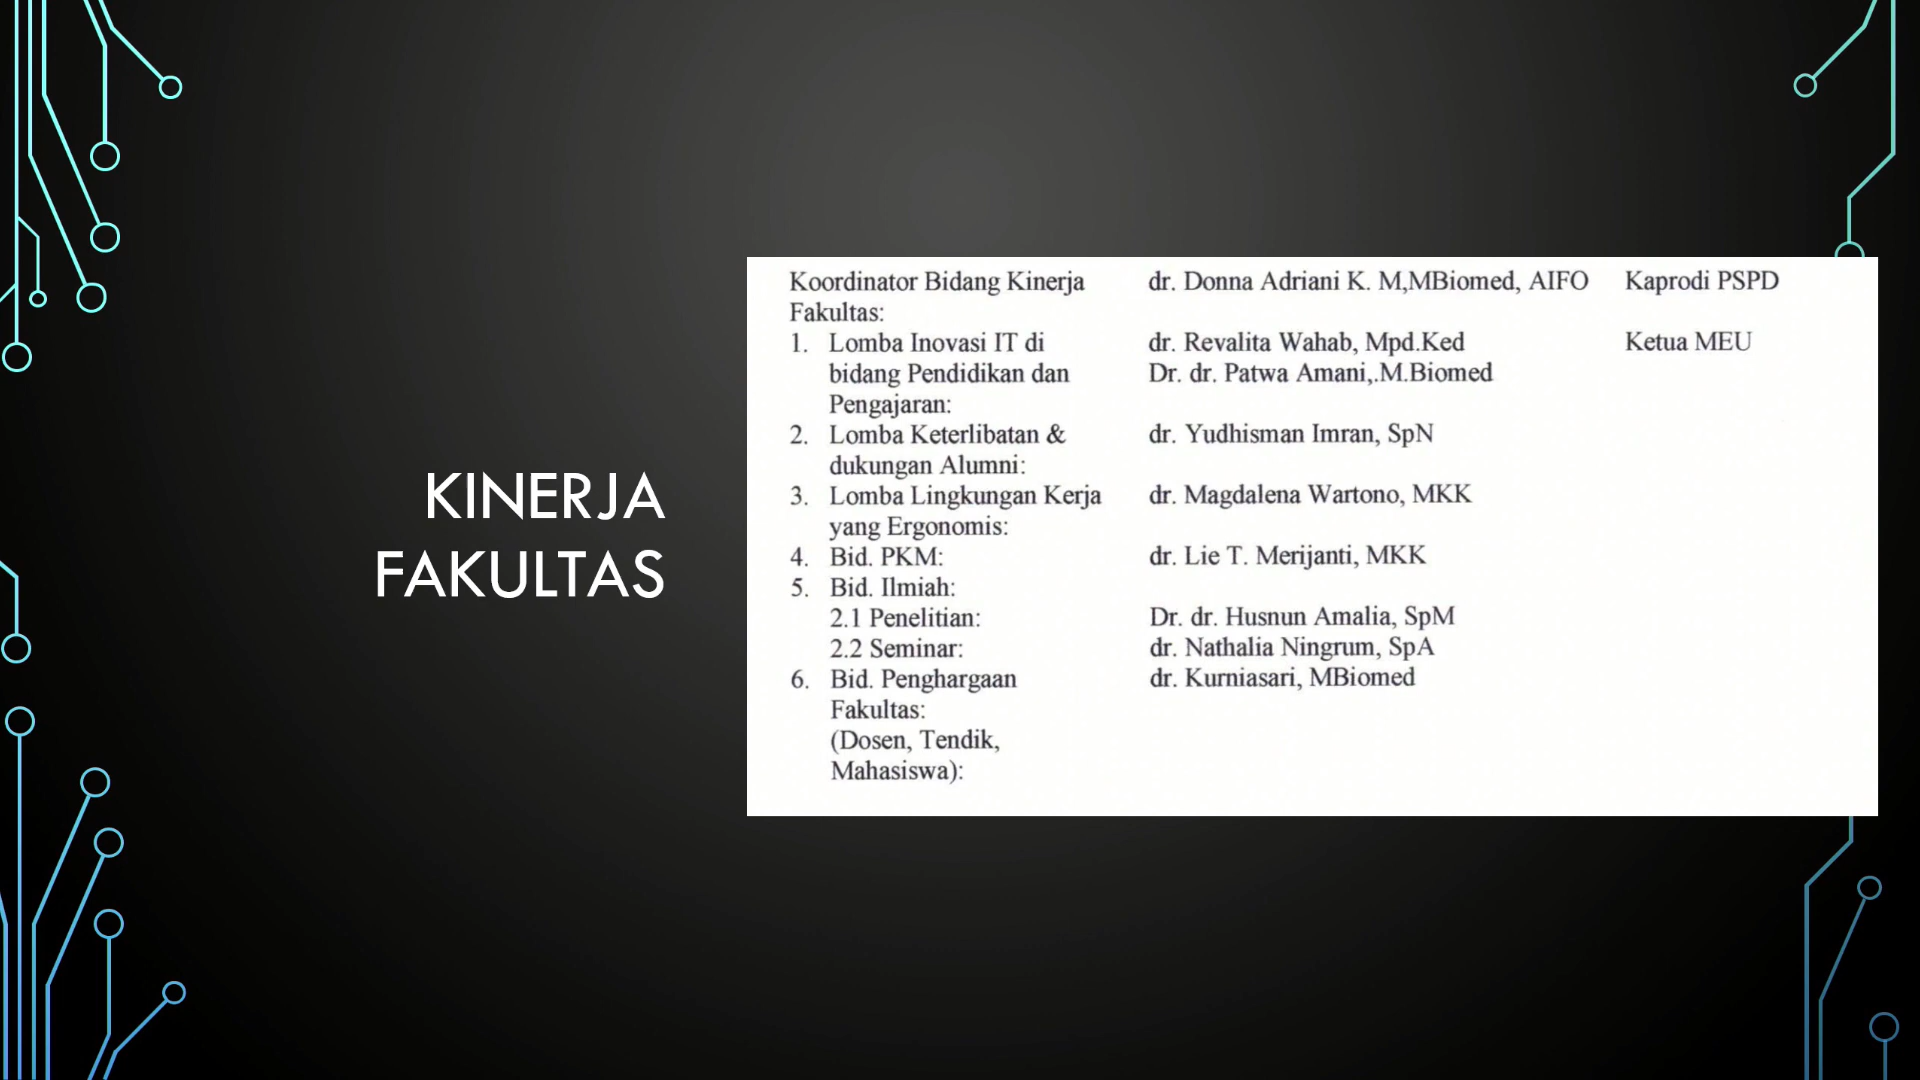 KINERJA
FAKULTAS
Koordinator Bidang Kinerja dr. Donna Adriani K. M,MBiomed, AIFO Kaprodi PSPD
Fakultas:
1. Lomba Inovasi IT di dr. Revalita Wahab, Mpd.Ked Ketua MEU
bidang Pendidikan dan Dr. dr. Patwa Amani,.M.Biomed
Pengajaran:
2. Lomba Keterlibatan & dr. Yudhisman Imran, SpN
dukungan Alumni:
3. Lomba Lingkungan Kerja dr. Magdalena Wartono, MKK
yang Ergonomis:
4. Bid. PKM: dr. Lie T. Merijanti, MKK
5. Bid. Ilmiah:
2.1 Penelitian: Dr. dr. Husnun Amalia, SpM
2.2 Seminar: dr. Nathalia Ningrum, SpA
6. Bid. Penghargaan dr. Kurniasari, MBiomed
Fakultas:
(Dosen, Tendik,
Mahasiswa):